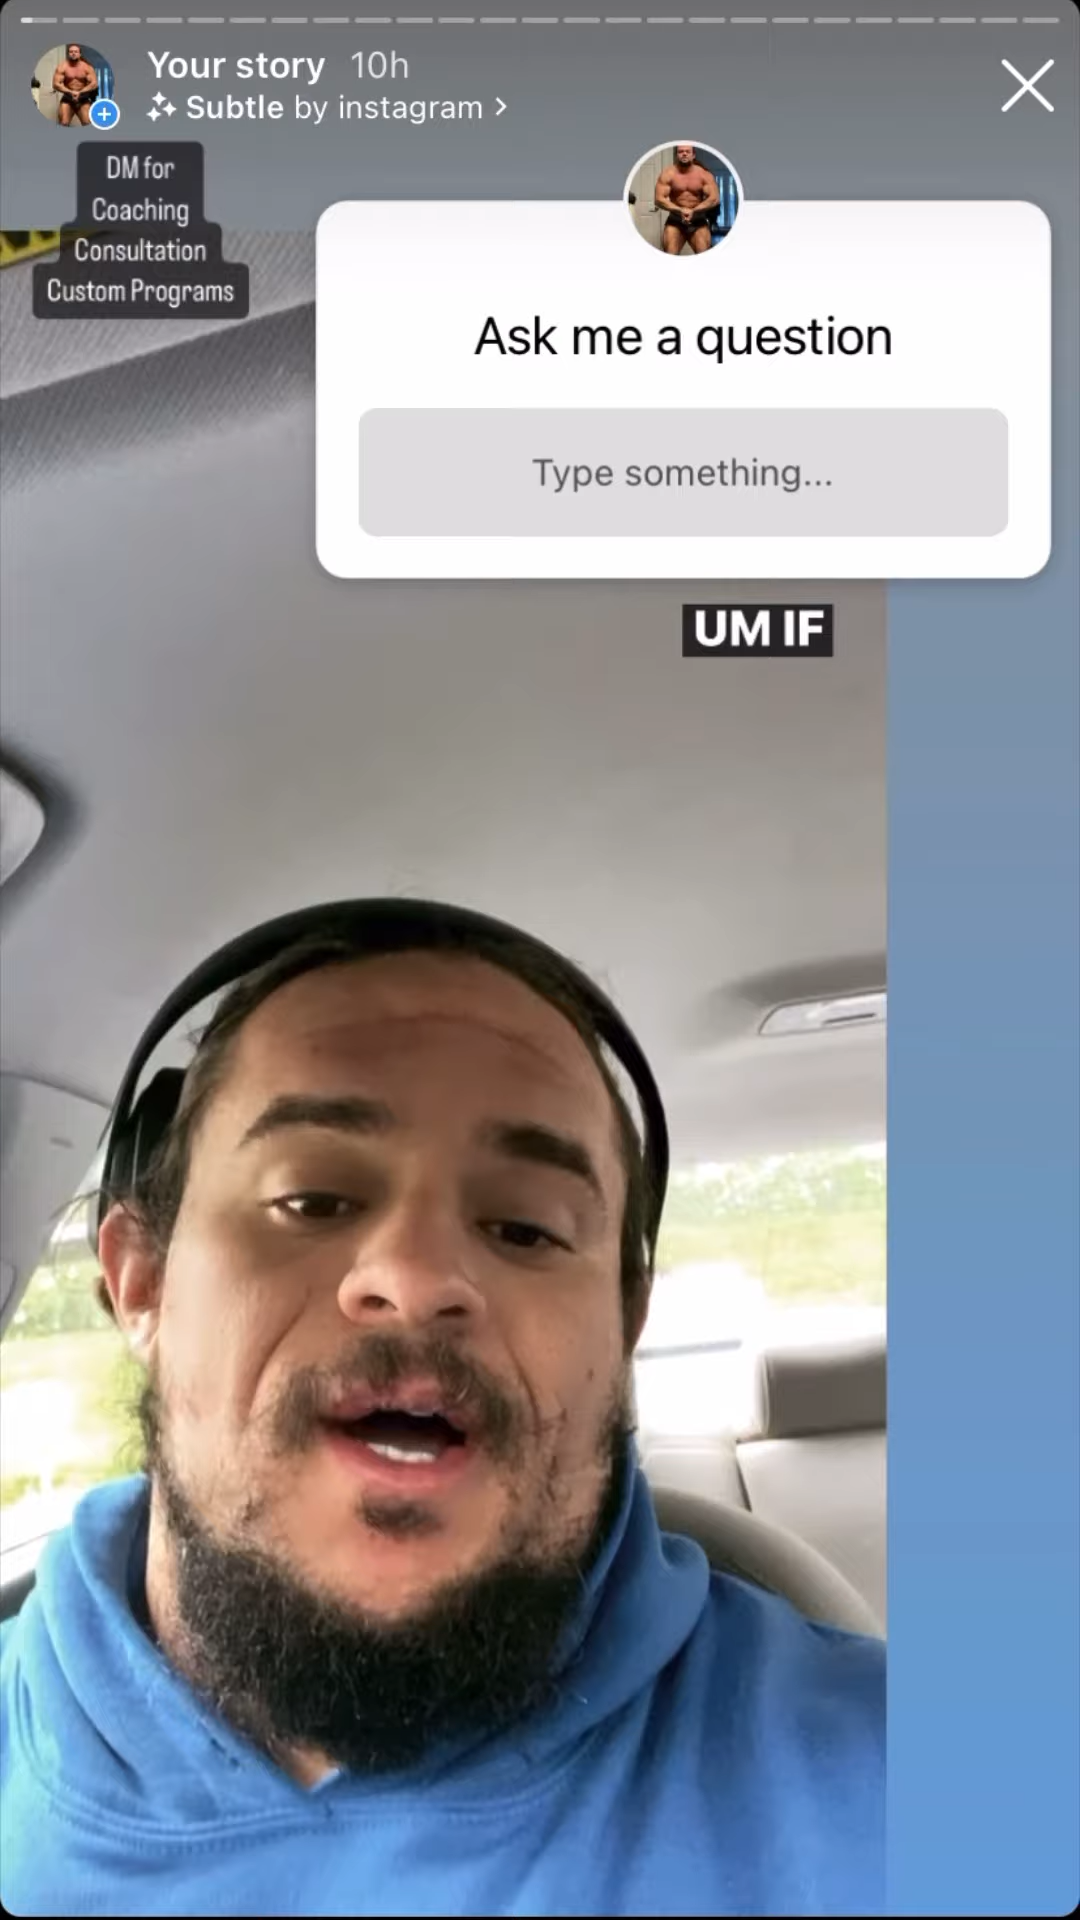 Your story 10h
Subtle by instagram >
DM for
Coaching
Consultation
Custom Programs
Ask me a question
Type something...
UM IF